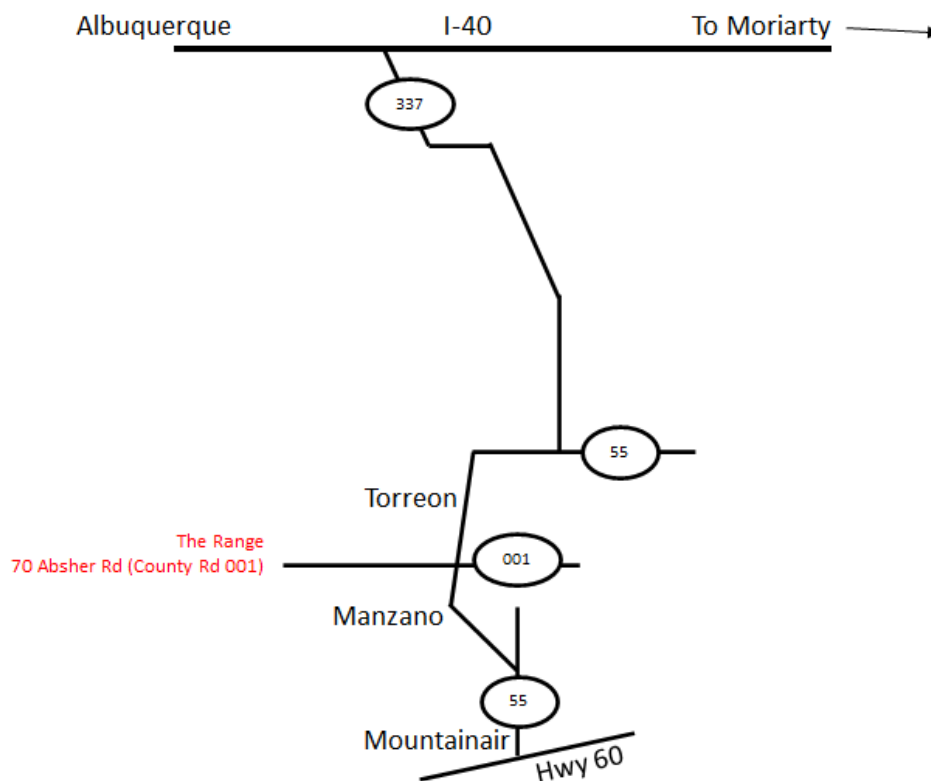 Albuquerque I-40 To Moriarty
337
55
Torreon
The Range
001
70 Absher Rd (County Rd 001)
Manzano
55
Mountainair
Hwy 60